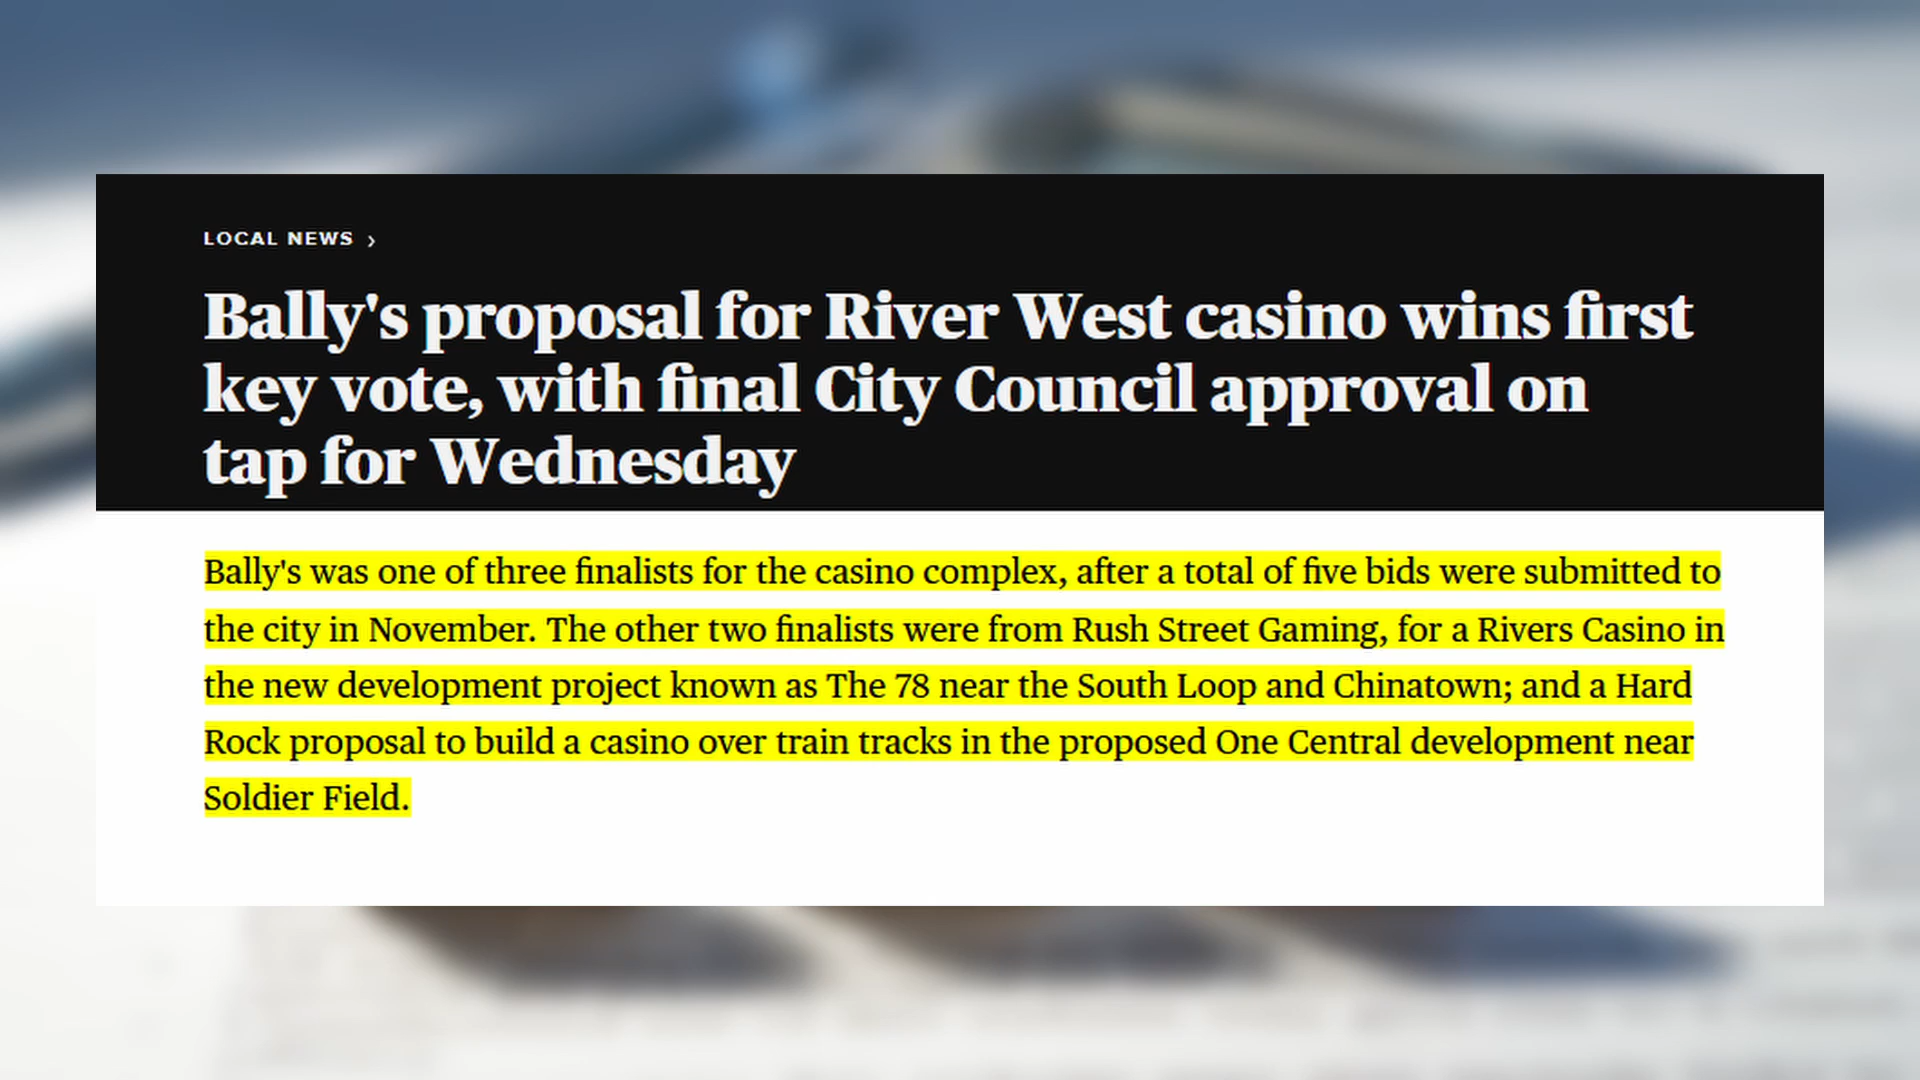 LOCAL NEWS ›
Bally's proposal for River West casino wins first
key vote, with final City Council approval on
tap for Wednesday
Bally's was one of three finalists for the casino complex, after a total of five bids were submitted to
the city in November. The other two finalists were from Rush Street Gaming, for a Rivers Casino in
the new development project known as The 78 near the South Loop and Chinatown; and a Hard
Rock proposal to build a casino over train tracks in the proposed One Central development near
Soldier Field.